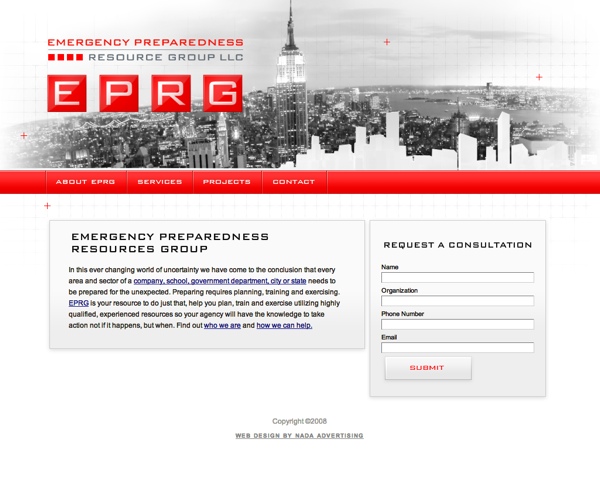 EMERGENCY PREPAREDNESS
RESOURCE GROUP LLC
EPRG
ABOUT EPRG SERVICES PROJECTS CONTACT
EMERGENCY PREPAREDNESS
RESOURCES GROUP
In this ever changing world of uncertainty we have come to the conclusion that every
area and sector of a company, school, government department, city or state needs to
be prepared for the unexpected. Preparing requires planning, training and exercising.
EPRG is your resource to do just that, help you plan, train and exercise utilizing highly
qualified, experienced resources so your agency will have the knowledge to take
action not if it happens, but when. Find out who we are and how we can help.
REQUEST A CONSULTATION
Name
Organization
Phone Number
Email
SUBMIT
Copyright ©2008
WEB DESIGN BY NADA ADVERTISING